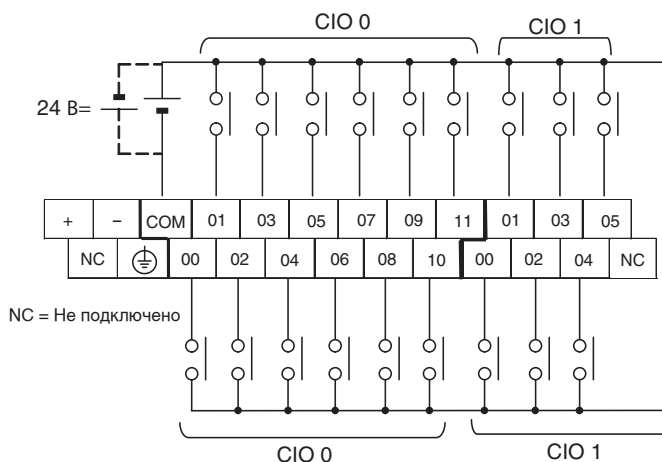 CIO 0 CIO 1
24 В=
+ – COM 01 03 05 07 09 11 01 03 05
NC 00 02 04 06 08 10 00 02 04 NC
NC = Не подключено
CIO 0 CIO 1